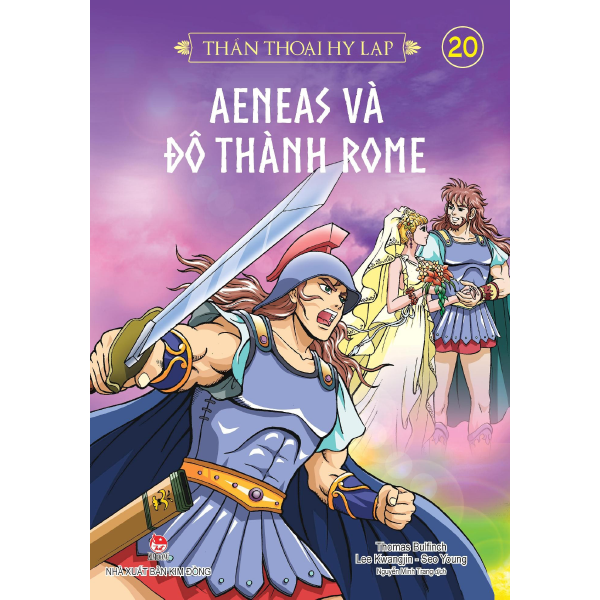 THẦN THOẠI HY LẠP
20
AENEAS VÀ
ĐÔ THÀNH ROME
Thomas Bulfinch
Lee Kwangjin - Seo Young
Nguyễn Minh Trang dịch
NHÀ XUẤT BẢN KIM ĐỒNG